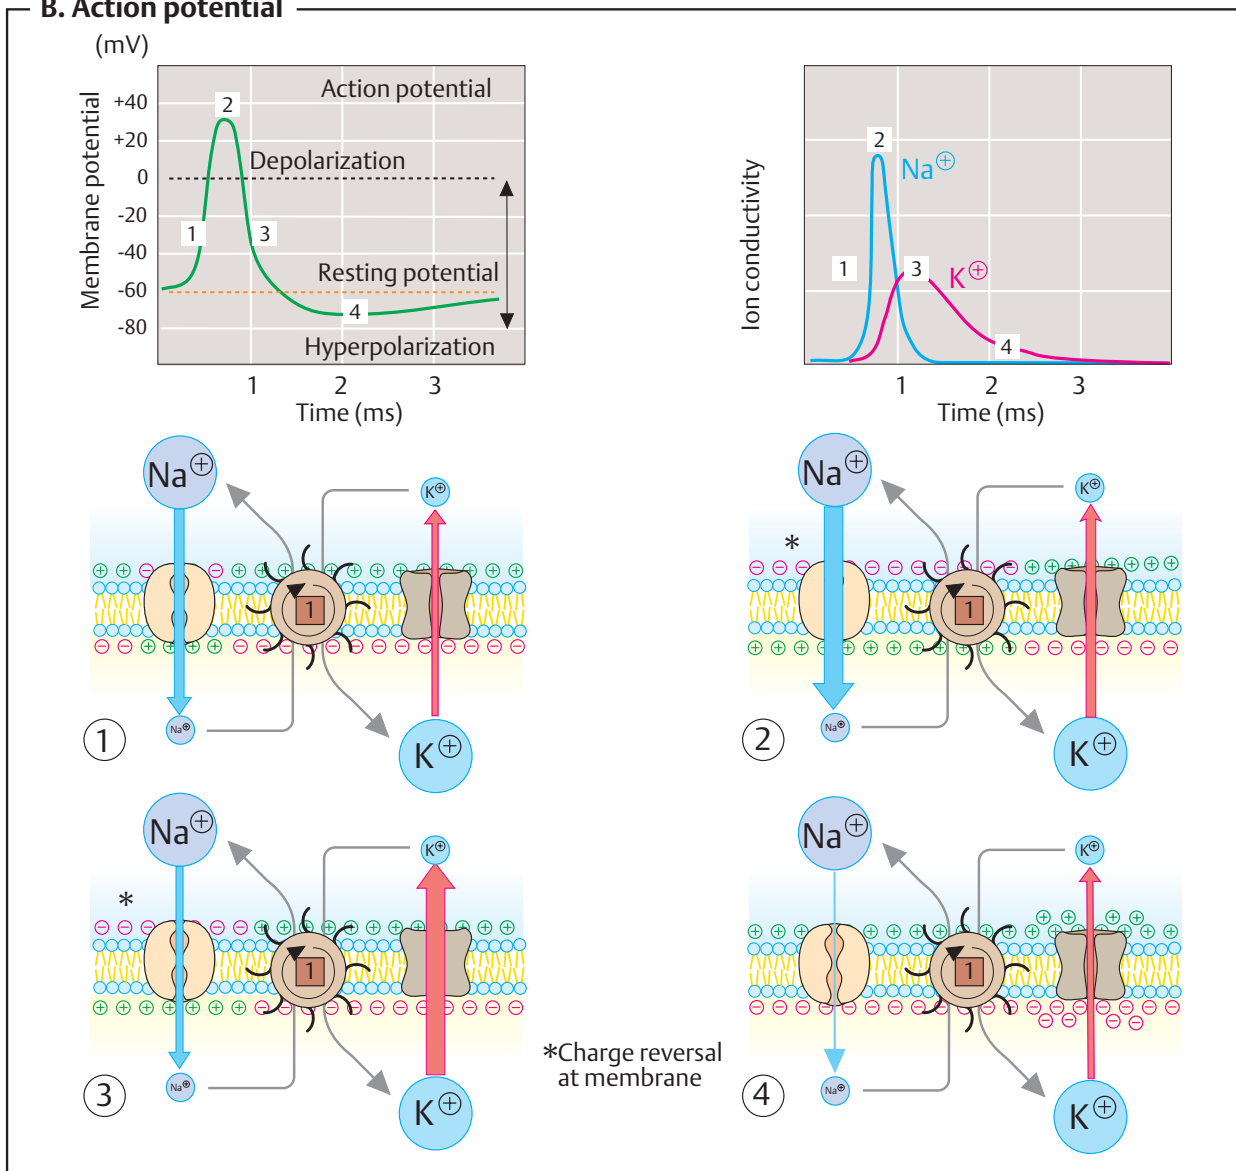 B. Action potential
(mV)
Membrane potential
+40
+20
0
-20
-40
-60
-80
Action potential
2
Depolarization
1
3
Resting potential
4
Hyperpolarization
1 2 3
Time (ms)
Ion conductivity
2
Na⊕
1
3
K⊕
4
1 2 3
Time (ms)
Na⊕
K⊕
1
Na⊕
K⊕
1
Na⊕
K⊕
*
1
Na⊕
K⊕
2
Na⊕
K⊕
*
1
Na⊕
K⊕
3
*Charge reversal
at membrane
Na⊕
K⊕
1
Na⊕
K⊕
4